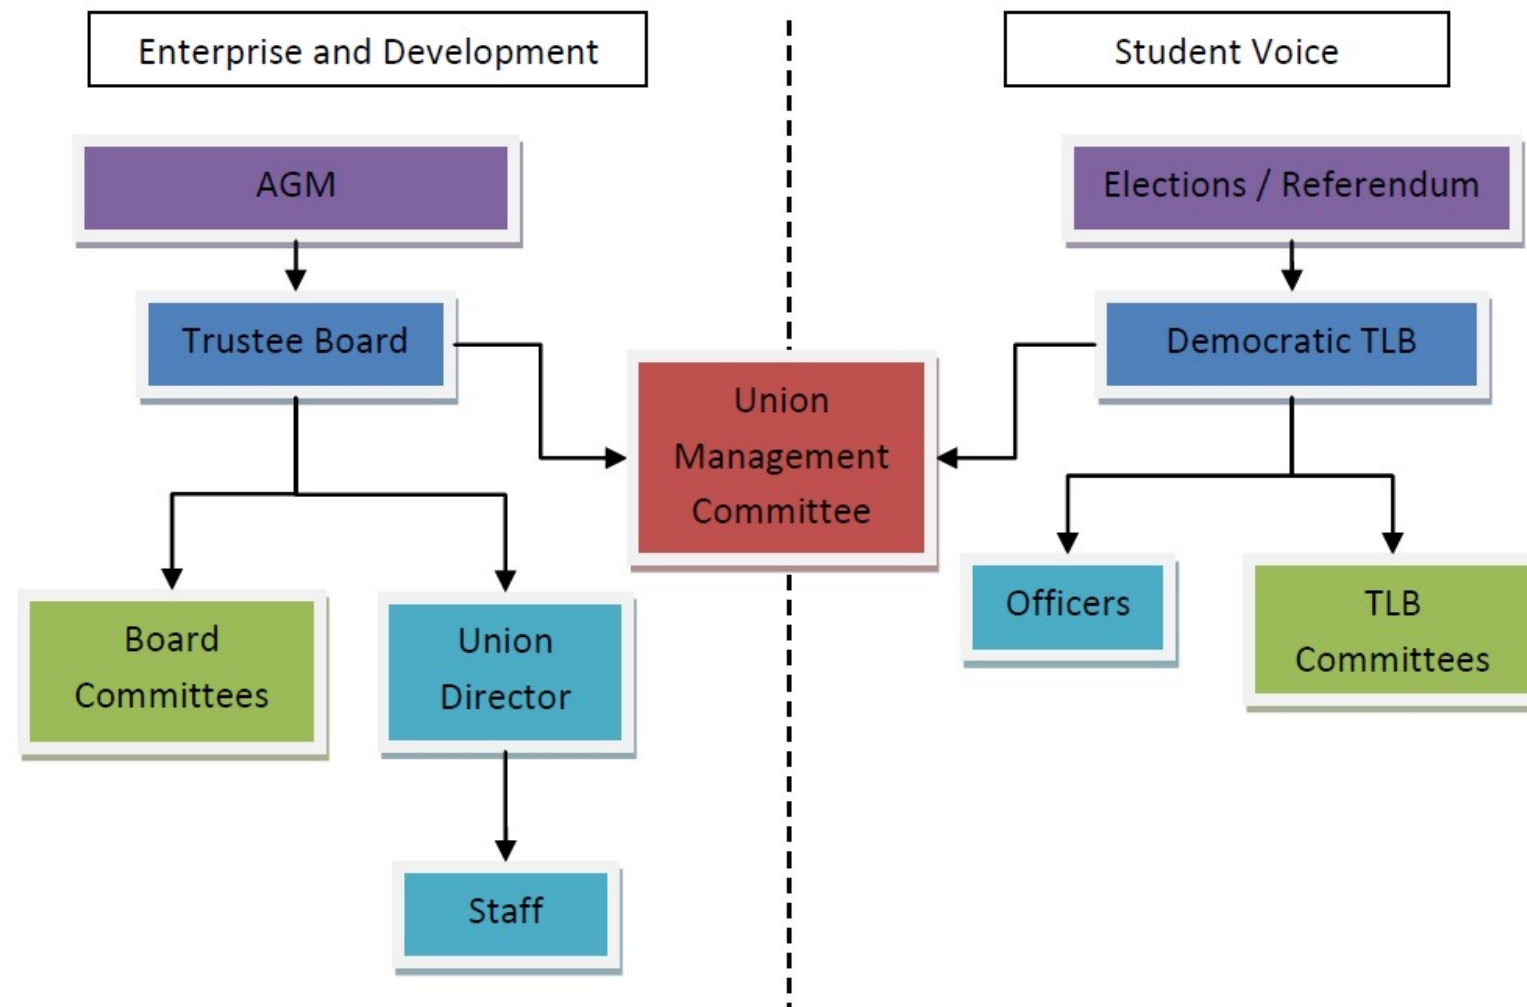 Enterprise and Development
Student Voice
AGM
Elections / Referendum
Trustee Board
Democratic TLB
Union
Management
Committee
Board
Committees
Union
Director
Officers
TLB
Committees
Staff